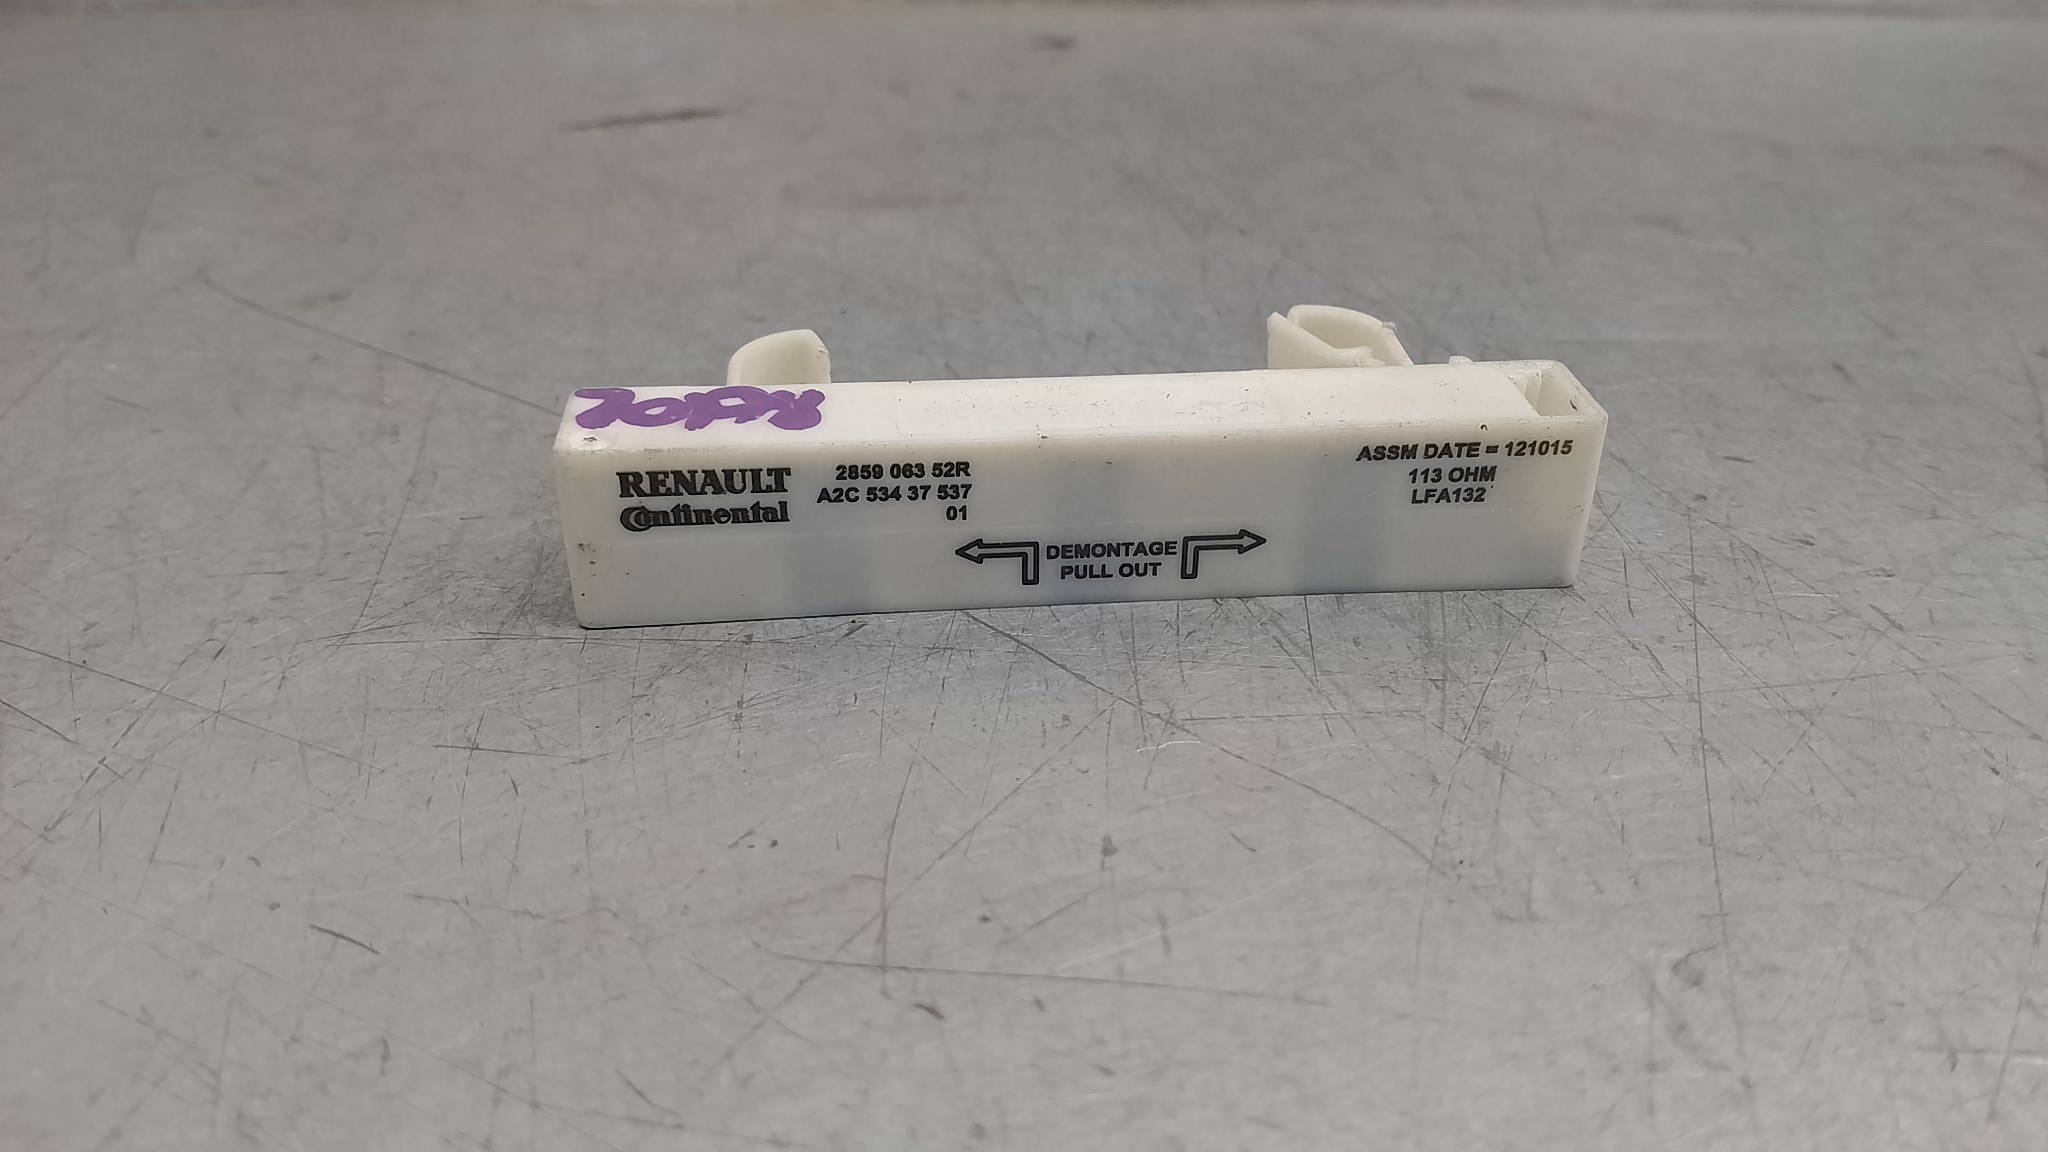 RENAULT
Continental
2859 063 52R
A2C 534 37 537
01
DEMONTAGE
PULL OUT
ASSM DATE = 121015
113 OHM
LFA132